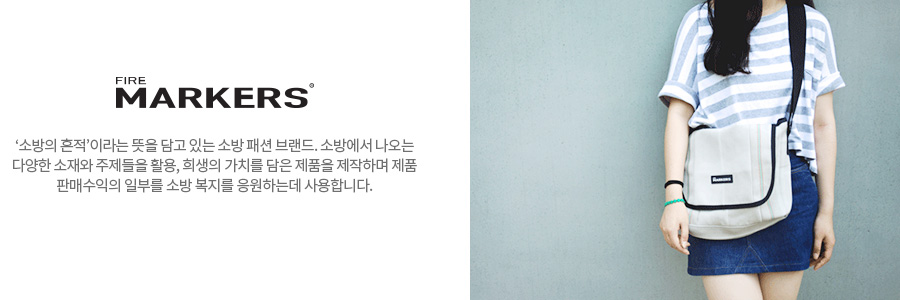 FIRE
MARKERS®
‘소방의 흔적’이라는 뜻을 담고 있는 소방 패션 브랜드. 소방에서 나오는
다양한 소재와 주제들을 활용, 희생의 가치를 담은 제품을 제작하며 제품
판매수익의 일부를 소방 복지를 응원하는데 사용합니다.
MARKERS